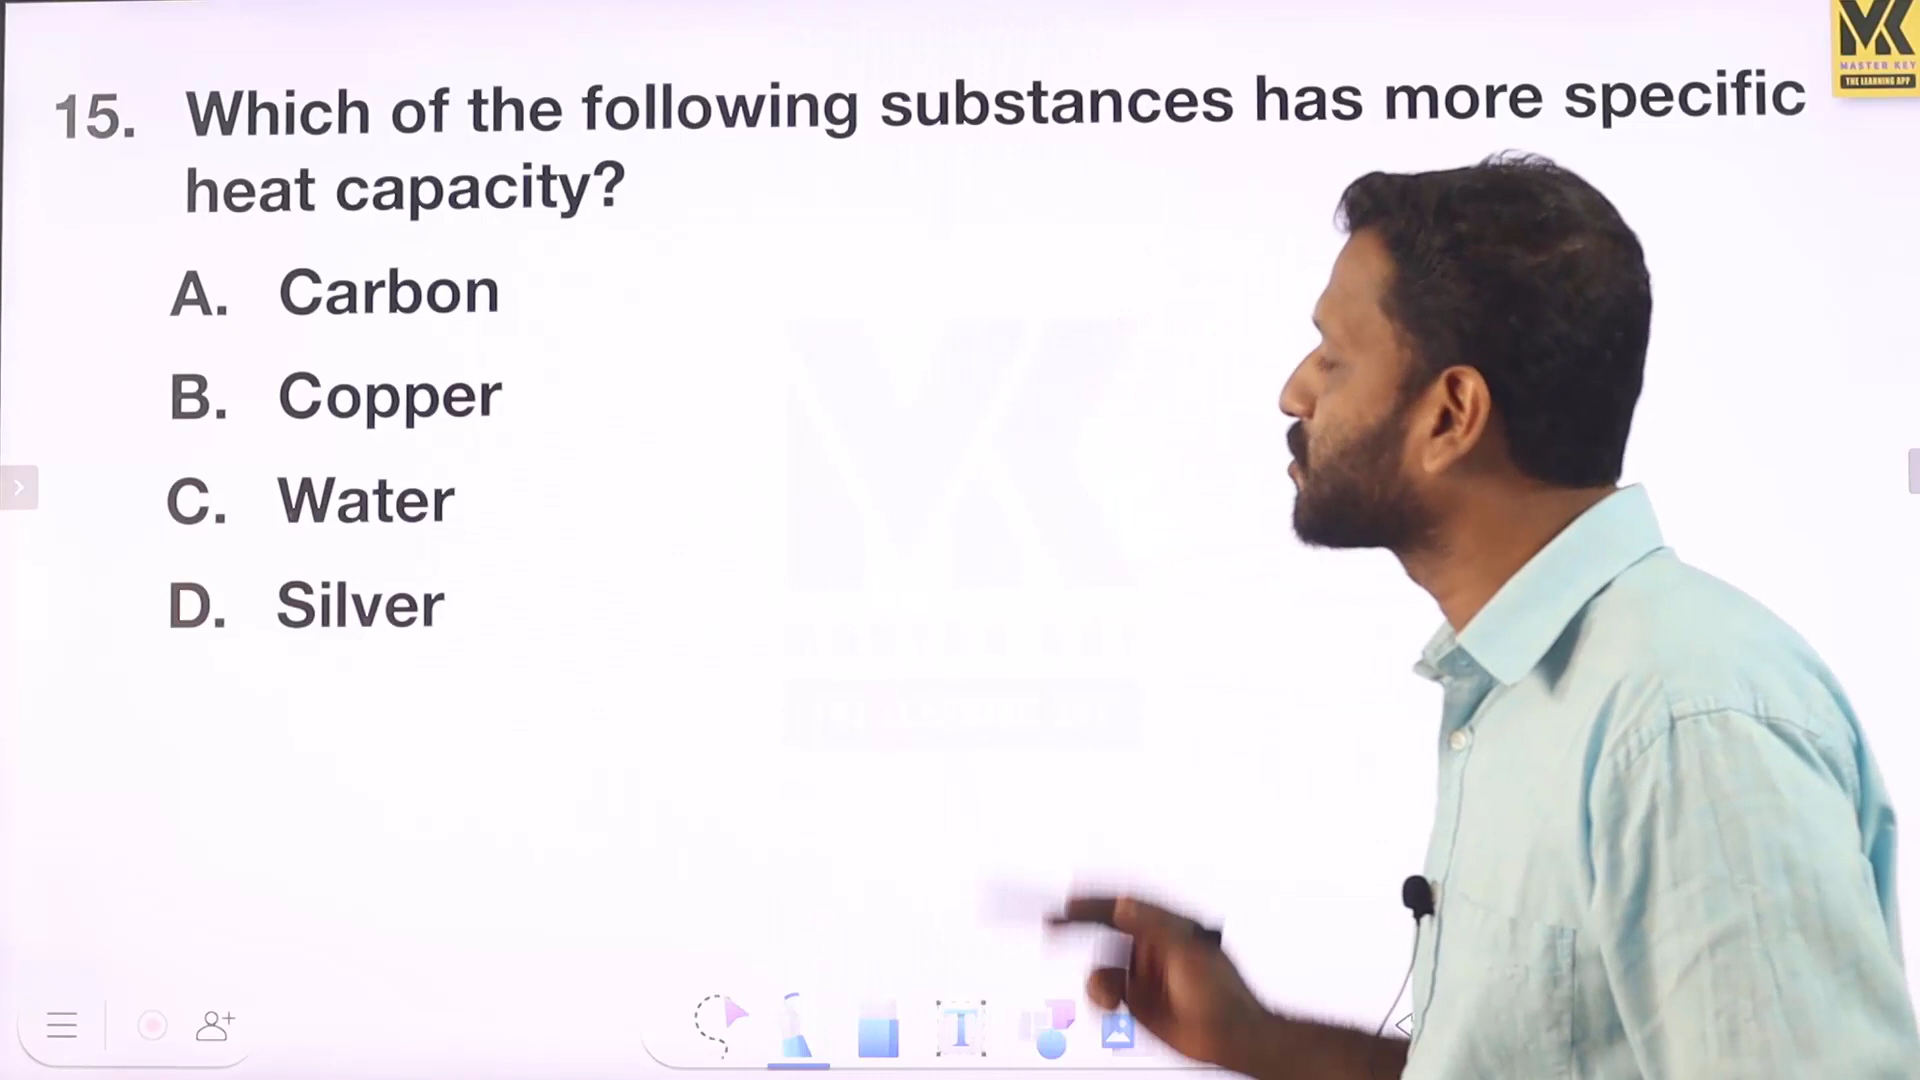 MK
MASTER KEY
THE LEARNING APP
15. Which of the following substances has more specific
heat capacity?
A. Carbon
B. Copper
C. Water
D. Silver
T